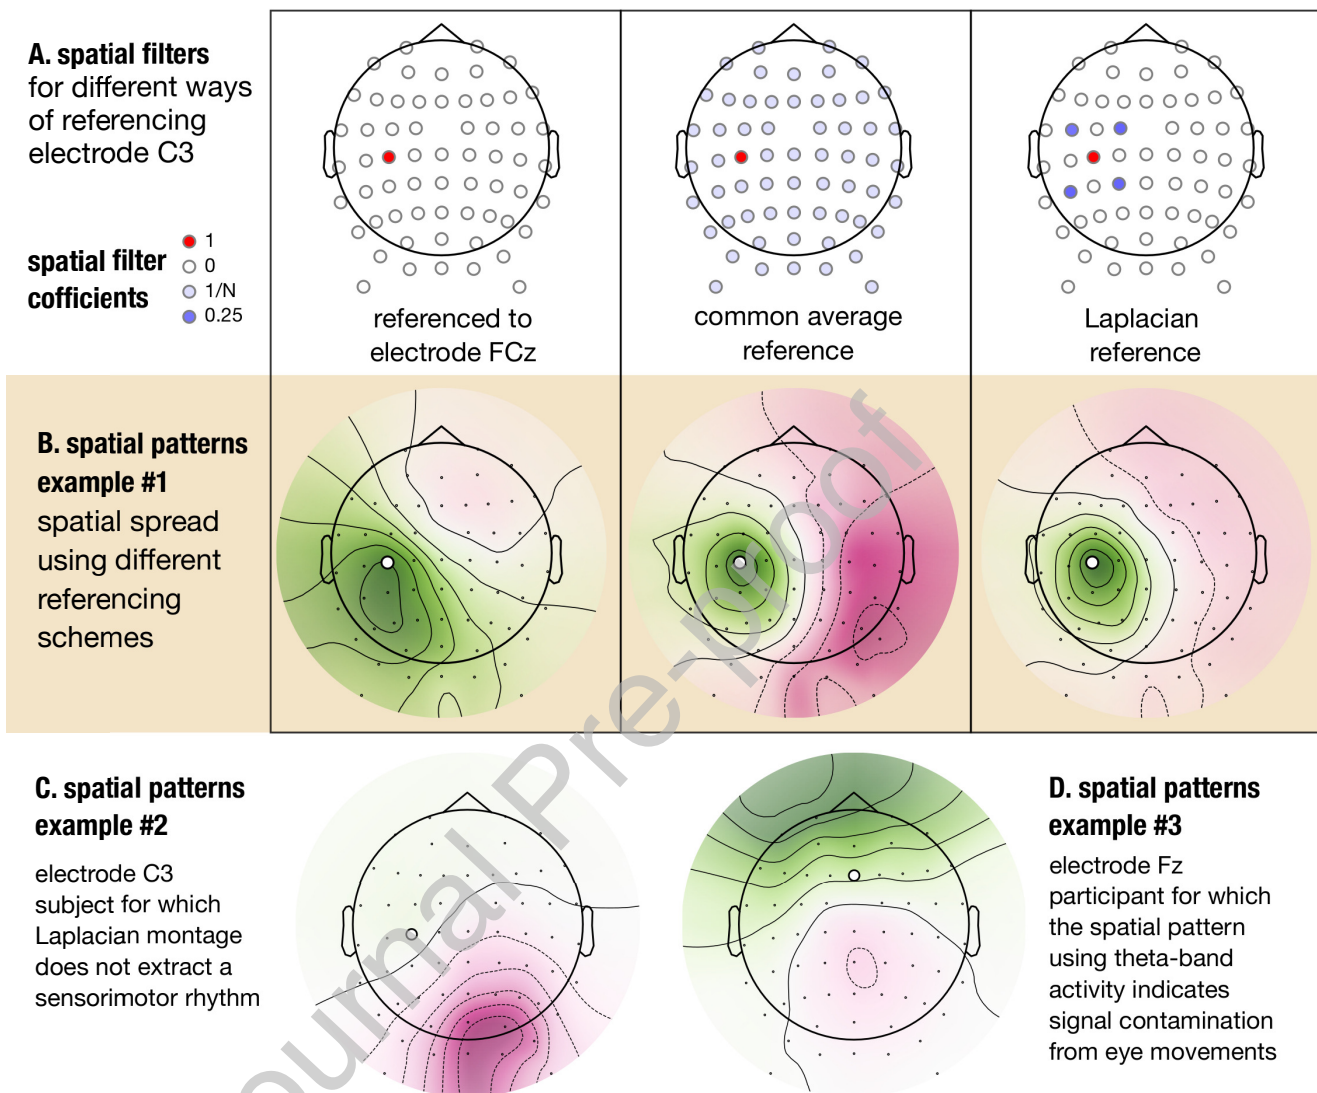 A. spatial filters
for different ways
of referencing
electrode C3
spatial filter
cofficients
1
0
1/N
0.25
referenced to
electrode FCz
common average
reference
Laplacian
reference
B. spatial patterns
example #1
spatial spread
using different
referencing
schemes
C. spatial patterns
example #2
electrode C3
subject for which
Laplacian montage
does not extract a
sensorimotor rhythm
D. spatial patterns
example #3
electrode Fz
participant for which
the spatial pattern
using theta-band
activity indicates
signal contamination
from eye movements
ournal Pre-proof